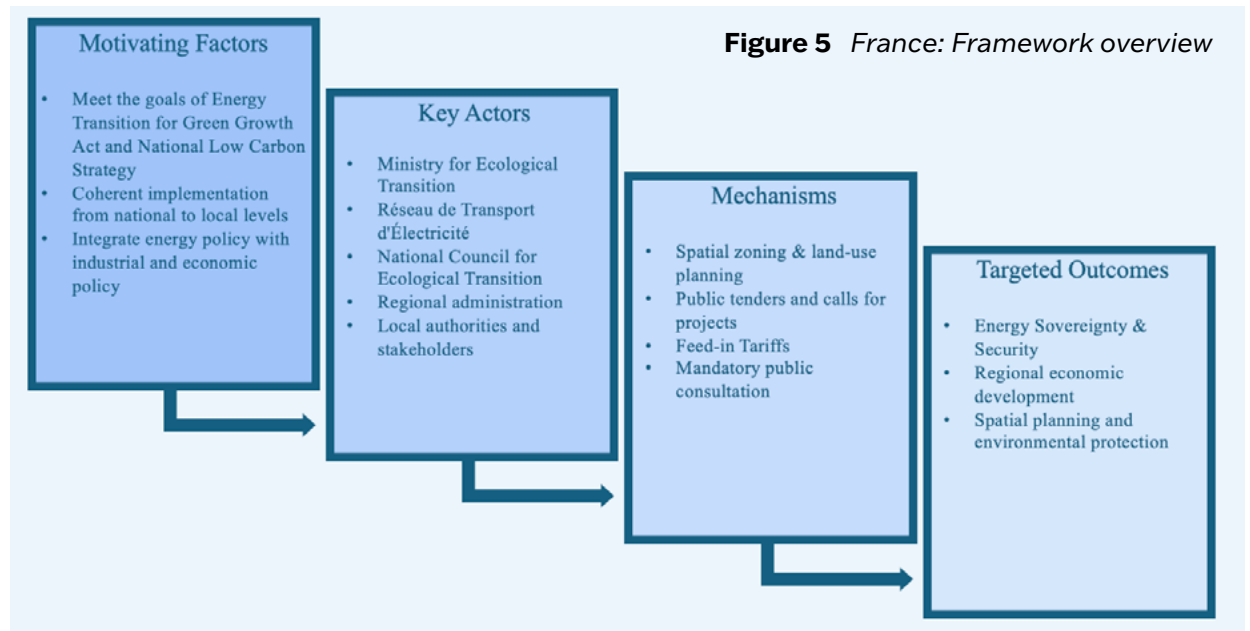 Figure 5 France: Framework overview
Motivating Factors
• Meet the goals of Energy
Transition for Green Growth
Act and National Low Carbon
Strategy
• Coherent implementation
from national to local levels
• Integrate energy policy with
industrial and economic
policy
Key Actors
• Ministry for Ecological
Transition
• Réseau de Transport
d'Électricité
• National Council for
Ecological Transition
• Regional administration
• Local authorities and
stakeholders
Mechanisms
• Spatial zoning & land-use
planning
• Public tenders and calls for
projects
• Feed-in Tariffs
• Mandatory public
consultation
Targeted Outcomes
• Energy Sovereignty &
Security
• Regional economic
development
• Spatial planning and
environmental protection